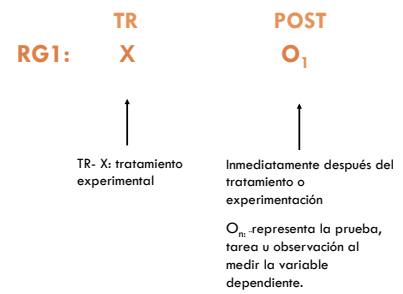 TR POST
RG1: X O₁
TR- X: tratamiento
experimental
Inmediatamente después del
tratamiento o
experimentación
Oₙ: -representa la prueba,
tarea u observación al
medir la variable
dependiente.